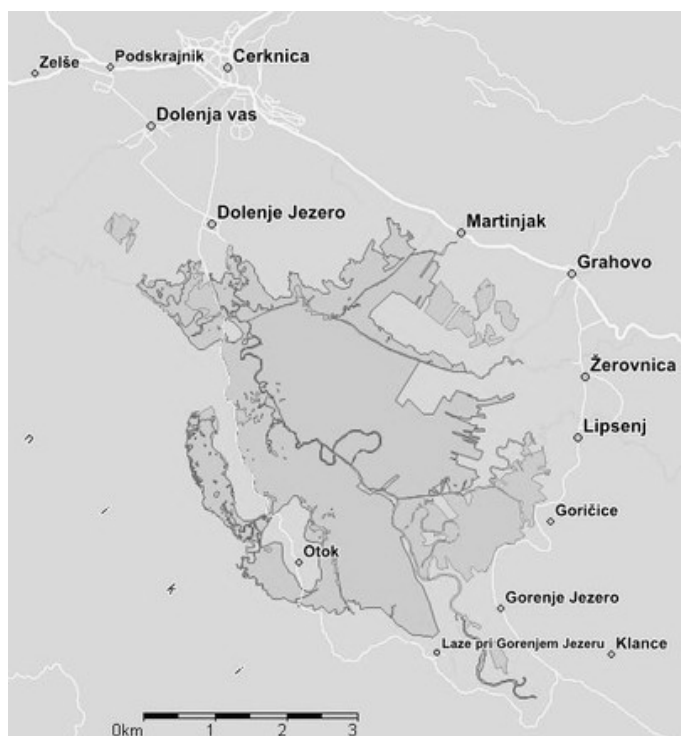 Podskrajnik
Cerknica
Zelše
Dolenja vas
Dolenje Jezero
Martinjak
Grahovo
Žerovnica
Lipsenj
Goričice
Otok
Gorenje Jezero
Laze pri Gorenjem Jezeru
Klance
0km 1 2 3